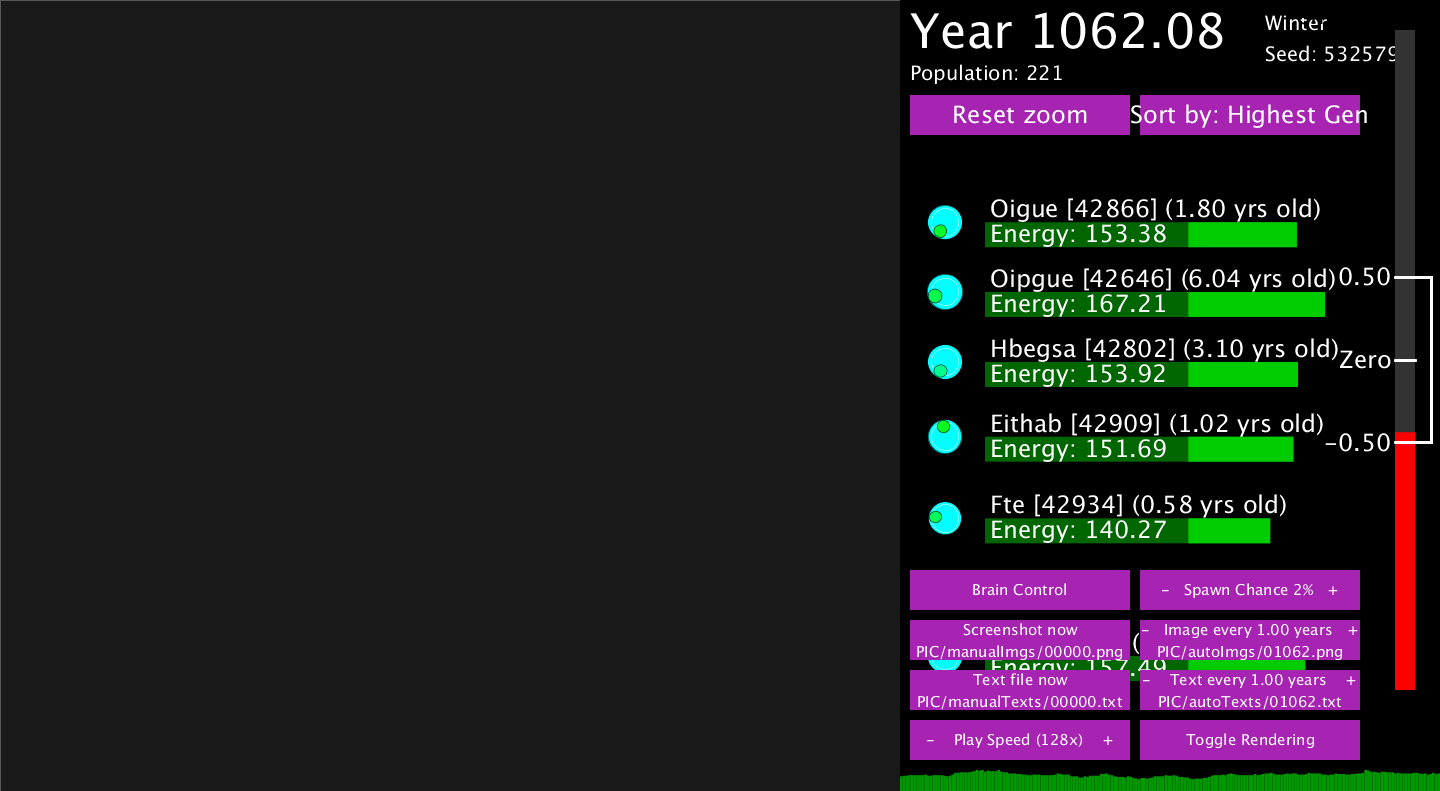 Year 1062.08
Winter
Seed: 532579
Population: 221
Reset zoom
Sort by: Highest Gen
Oigue [42866] (1.80 yrs old)
Energy: 153.38
Oipgue [42646] (6.04 yrs old)
Energy: 167.21
0.50
Hbegsa [42802] (3.10 yrs old)
Energy: 153.92
Zero
Eithab [42909] (1.02 yrs old)
Energy: 151.69
-0.50
Fte [42934] (0.58 yrs old)
Energy: 140.27
Brain Control
- Spawn Chance 2% +
Screenshot now
PIC/manualImgs/00000.png
- Image every 1.00 years +
PIC/autoImgs/01062.png
Energy: 157.49
Text file now
PIC/manualTexts/00000.txt
- Text every 1.00 years +
PIC/autoTexts/01062.txt
- Play Speed (128x) +
Toggle Rendering